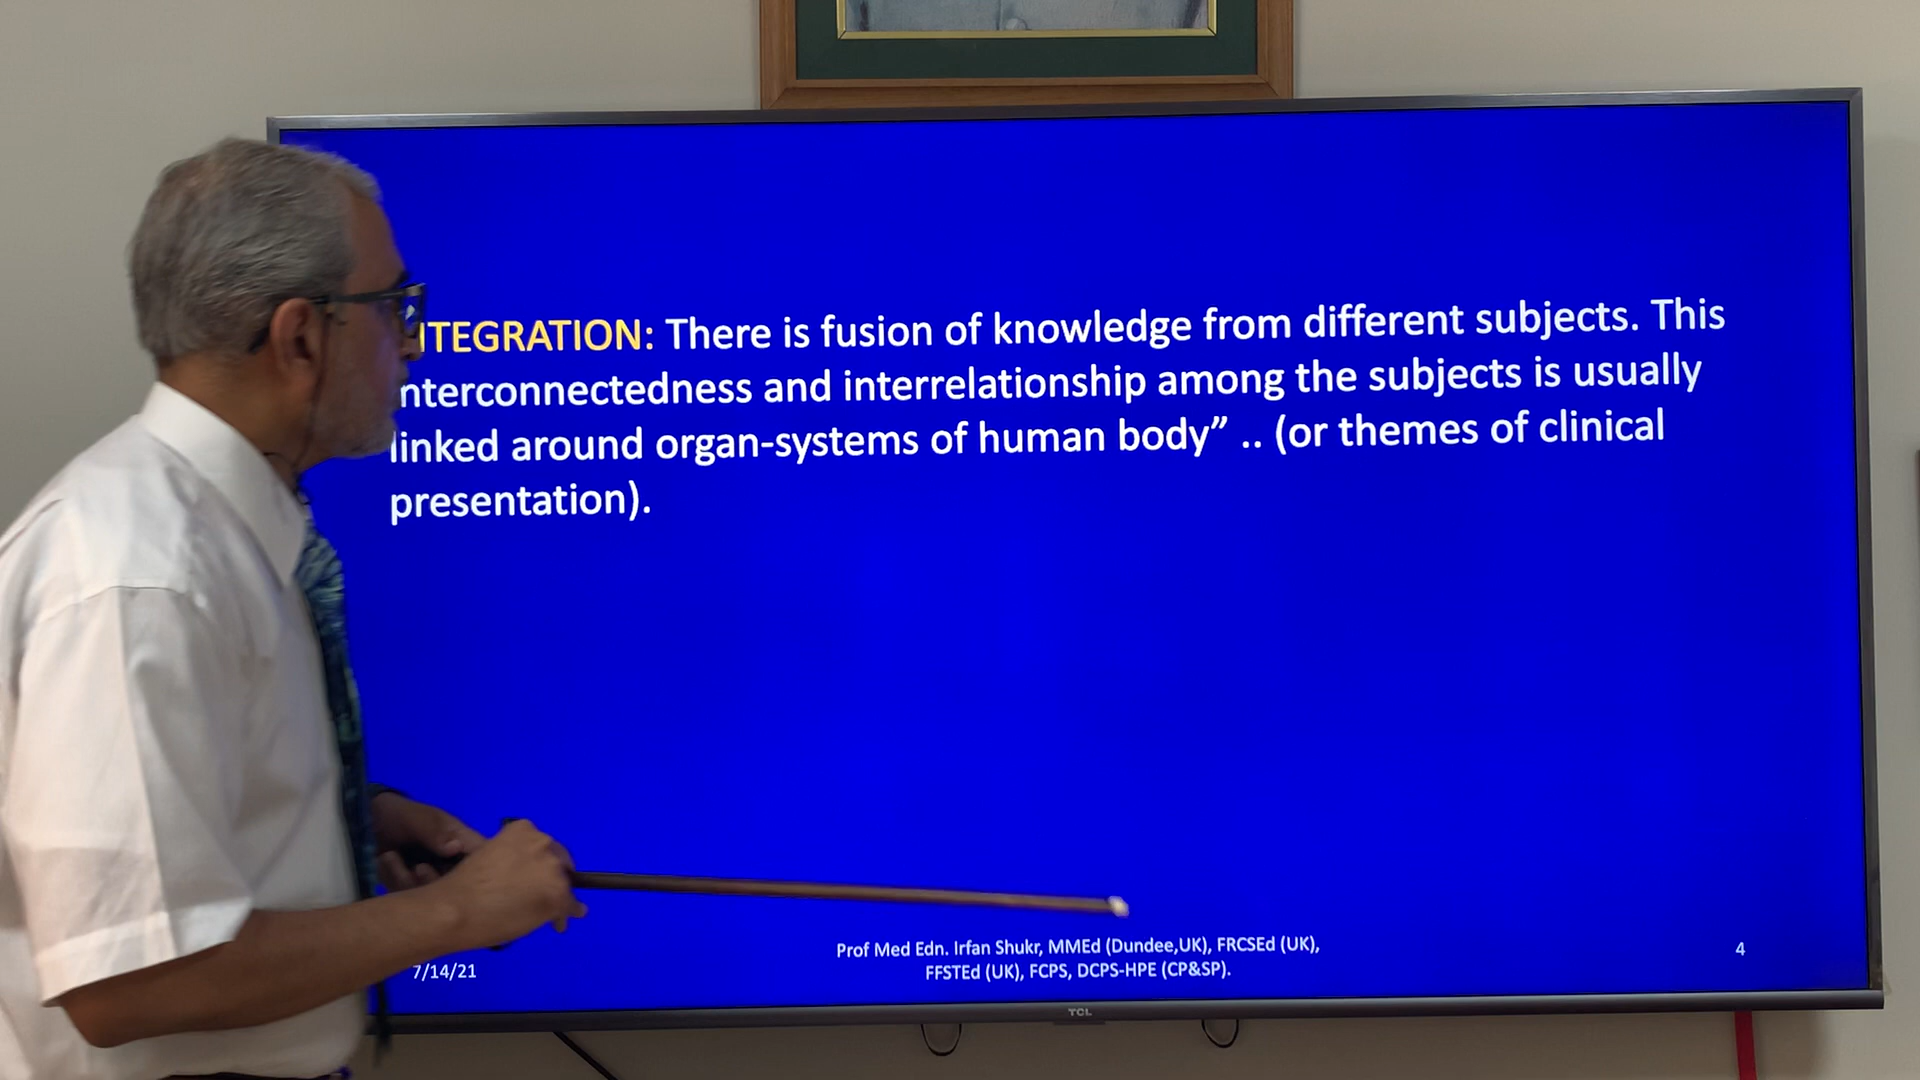 NTEGRATION: There is fusion of knowledge from different subjects. This
nterconnectedness and interrelationship among the subjects is usually
linked around organ-systems of human body” .. (or themes of clinical
presentation).
Prof Med Edn. Irfan Shukr, MMEd (Dundee,UK), FRCSEd (UK),
FFSTEd (UK), FCPS, DCPS-HPE (CP&SP).
7/14/21
4
TCL